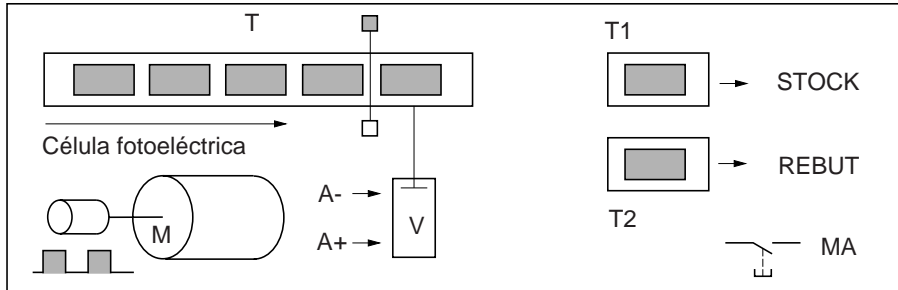 T
T1
STOCK
Célula fotoeléctrica
REBUT
A-
M
V
T2
A+
MA